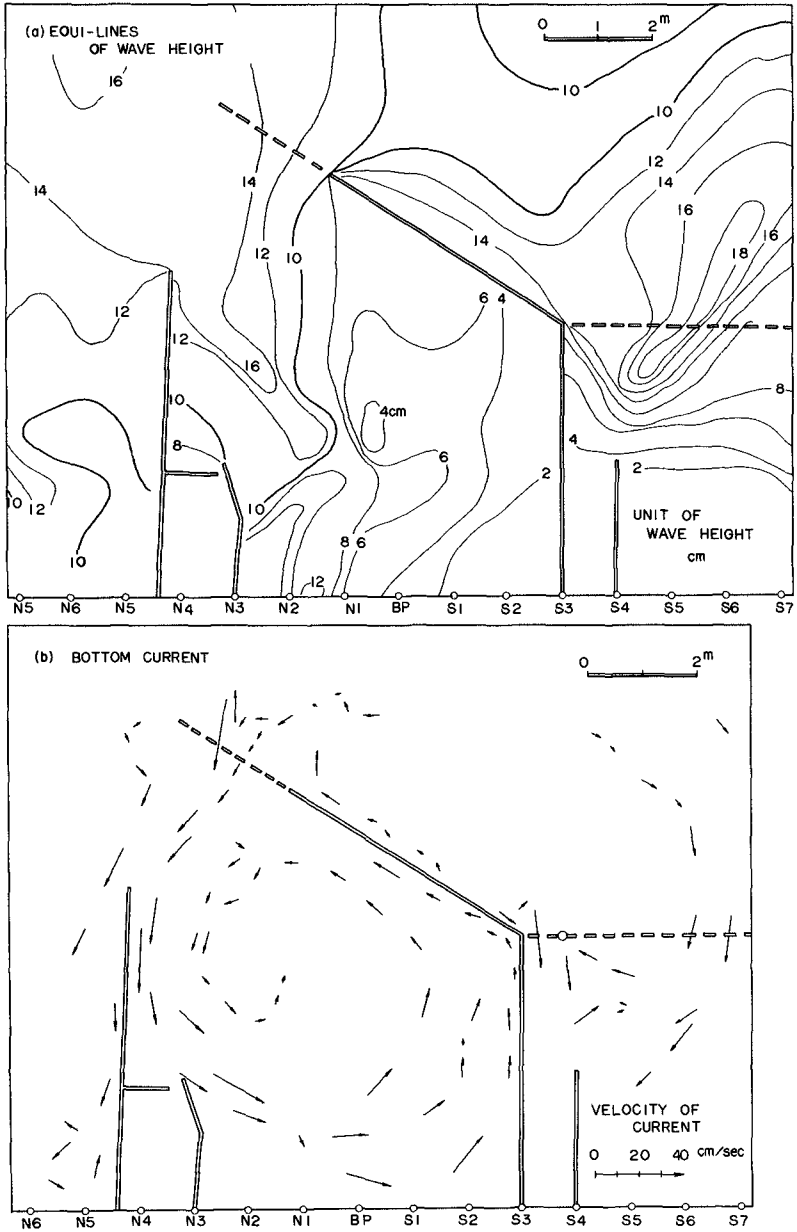 (a) EQUI-LINES
OF WAVE HEIGHT
0 1 2 m
16
10
10
12
14
14
14
16
12
16
10
14
18
12
6 4
12
16
8
10
4cm
8
4
6
10
12
10
10
2
2
UNIT OF
WAVE HEIGHT
cm
12
8 6
N5 N6 N5 N4 N3 N2 N1 BP S1 S2 S3 S4 S5 S6 S7
(b) BOTTOM CURRENT
0 2 m
VELOCITY OF
CURRENT
0 20 40 cm/sec
N6 N5 N4 N3 N2 N1 BP S1 S2 S3 S4 S5 S6 S7